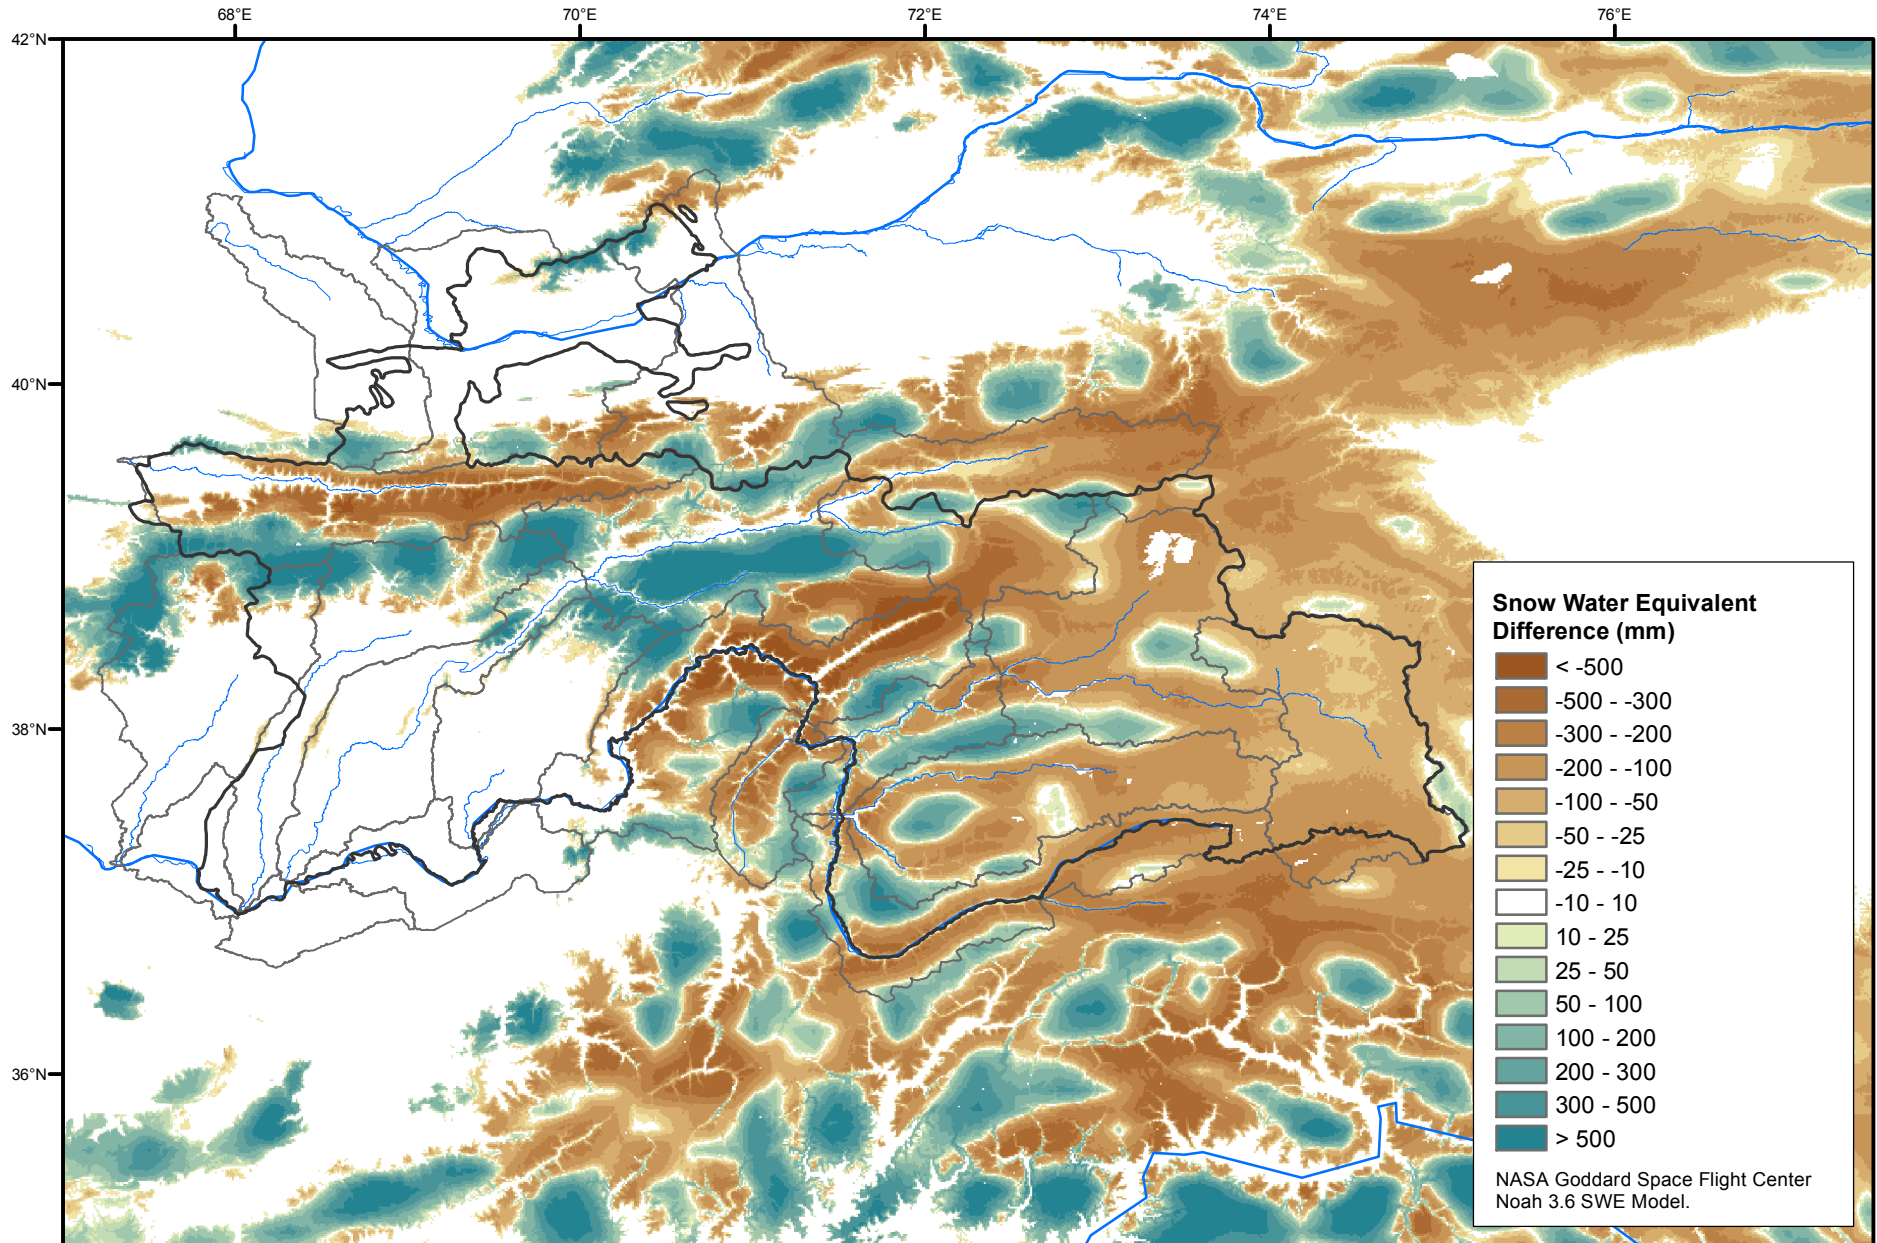 68°E 70°E 72°E 74°E 76°E
42°N
40°N
38°N
36°N
Snow Water Equivalent
Difference (mm)
< -500
-500 - -300
-300 - -200
-200 - -100
-100 - -50
-50 - -25
-25 - -10
-10 - 10
10 - 25
25 - 50
50 - 100
100 - 200
200 - 300
300 - 500
> 500
NASA Goddard Space Flight Center
Noah 3.6 SWE Model.